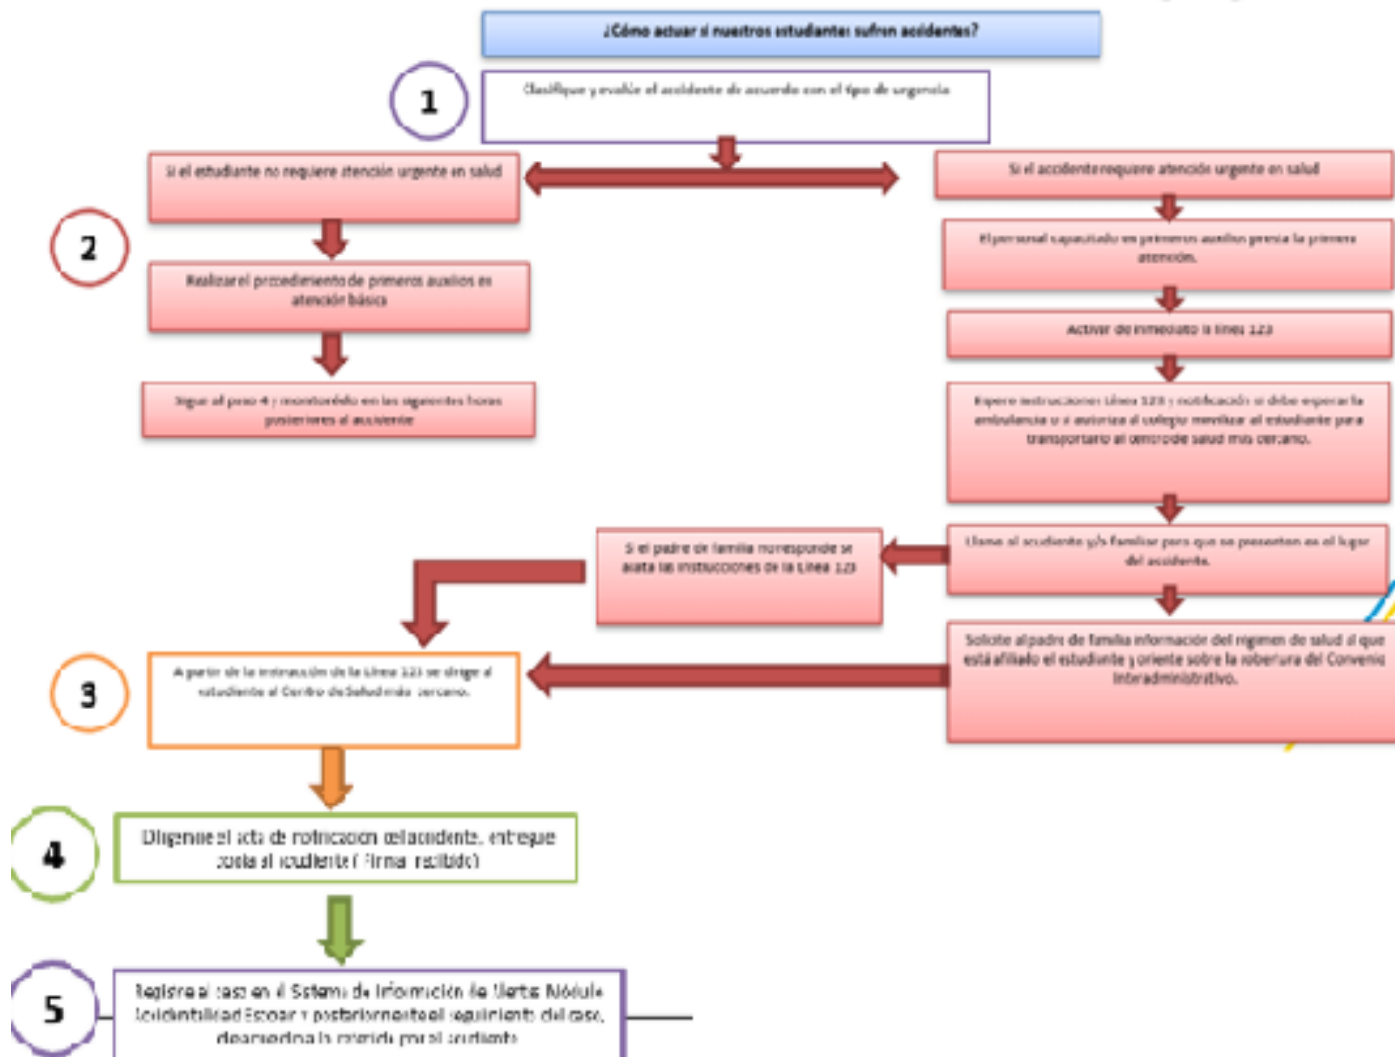 ¿Cómo actuar si nuestros estudiantes sufren accidentes?
1
Clasifique y evalúe el accidente de acuerdo con el tipo de urgencia
Si el estudiante no requiere atención urgente en salud
Si el accidente requiere atención urgente en salud
2
Realizar el procedimiento de primeros auxilios en
atención básica
El personal capacitado en primeros auxilios presta la primera
atención.
Activar de inmediato la línea 123
Sigue al paso 4 y monitoréelo en las siguientes horas
posteriores al accidente
Espere instrucciones Línea 123 y notificación si debe esperar la
ambulancia o si autoriza al colegio movilizar al estudiante para
transportarlo al centro de salud más cercano.
Llame al acudiente y/o familiar para que se presenten en el lugar
del accidente.
Si el padre de familia no responde se
acata las instrucciones de la Línea 123
Solicite al padre de familia información del régimen de salud al que
está afiliado el estudiante y oriente sobre la cobertura del Convenio
Interadministrativo.
3
A partir de la instrucción de la Línea 123 se dirige al
estudiante al Centro de Salud más cercano.
4
Diligencie el acta de notificación del accidente, entregue
copia al acudiente ( Firma recibido)
5
Registre el caso en el Sistema de Información de Alertas Módulo
Accidentalidad Escolar y posteriormente el seguimiento del caso,
de acuerdo a lo por el acudiente